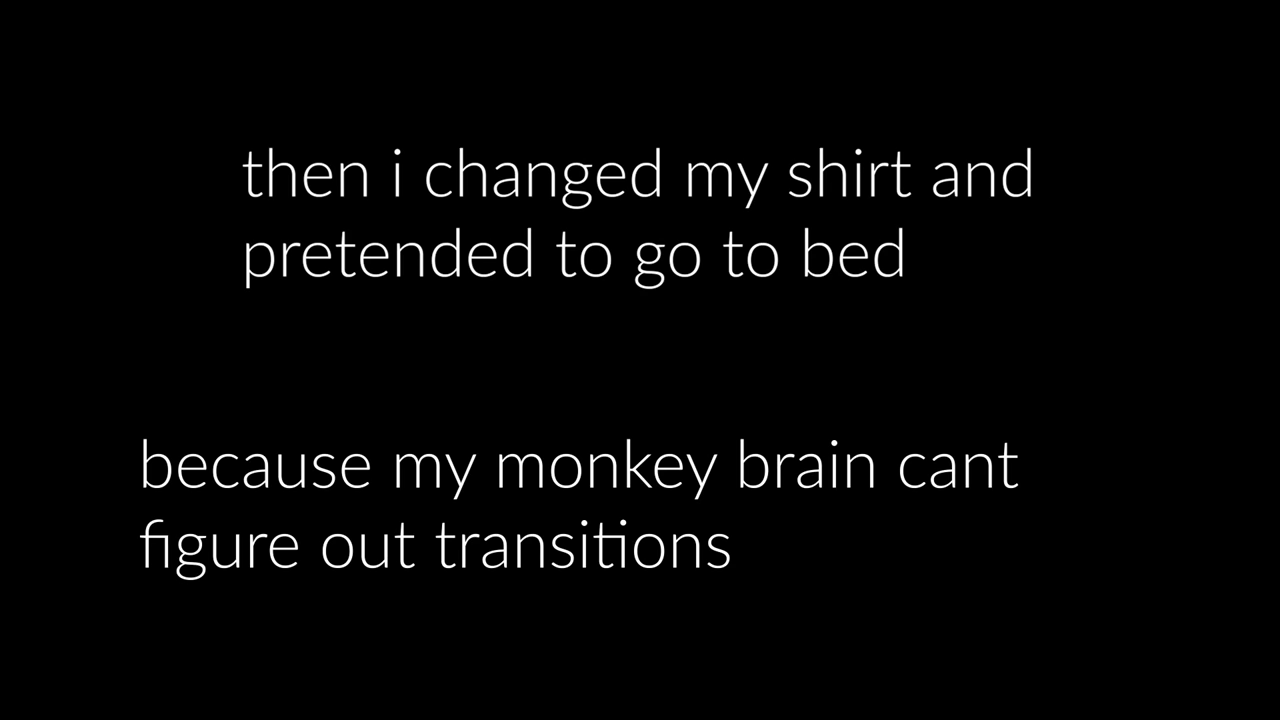 then i changed my shirt and
pretended to go to bed
because my monkey brain cant
figure out transitions